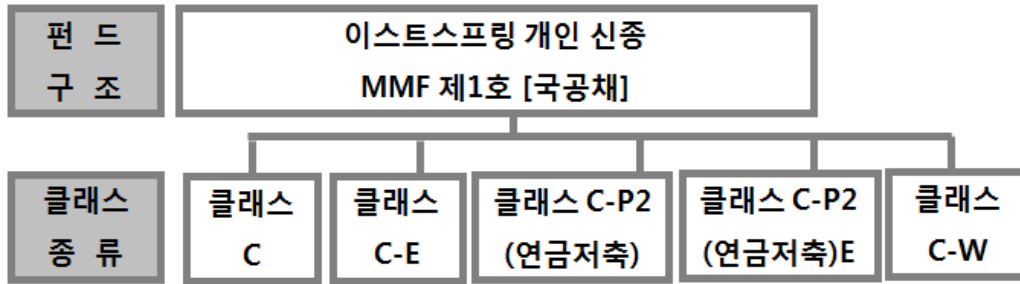 펀 드
구 조
이스트스프링 개인 신종
MMF 제1호 [국공채]
클래스
종 류
클래스
C
클래스
C-E
클래스 C-P2
(연금저축)
클래스 C-P2
(연금저축)E
클래스
C-W